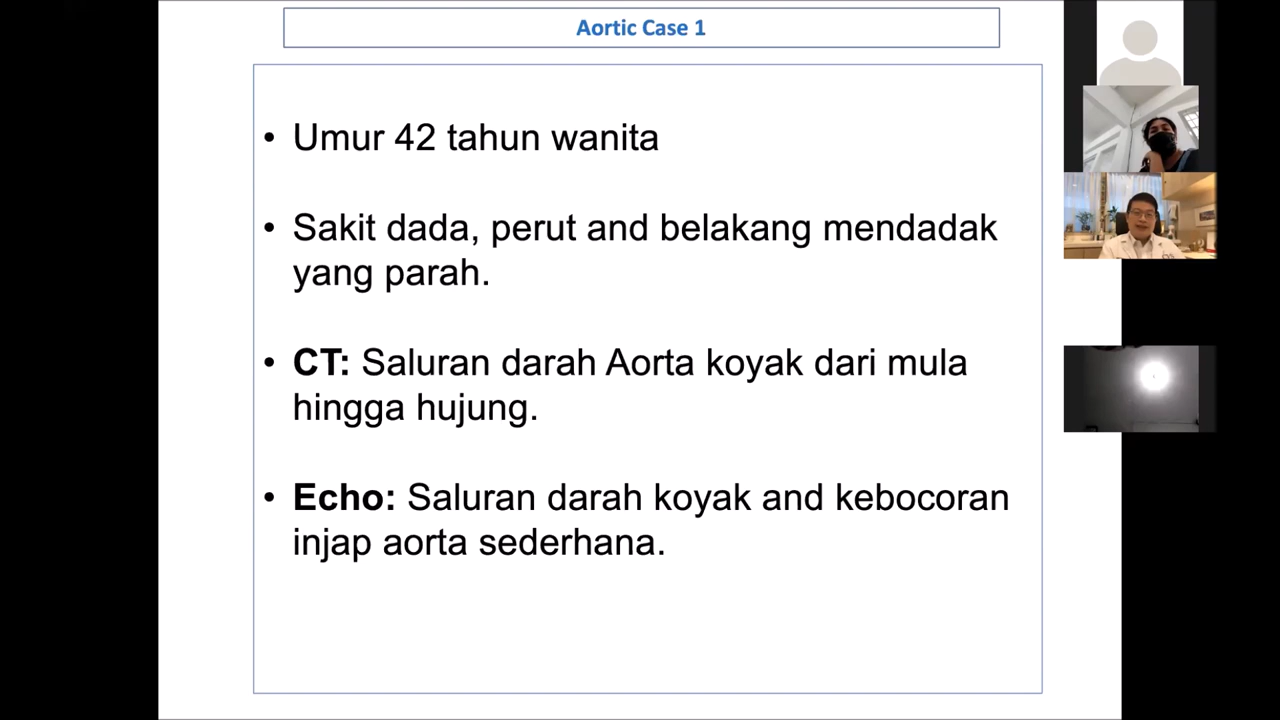 Aortic Case 1
• Umur 42 tahun wanita
• Sakit dada, perut and belakang mendadak
yang parah.
• CT: Saluran darah Aorta koyak dari mula
hingga hujung.
• Echo: Saluran darah koyak and kebocoran
injap aorta sederhana.